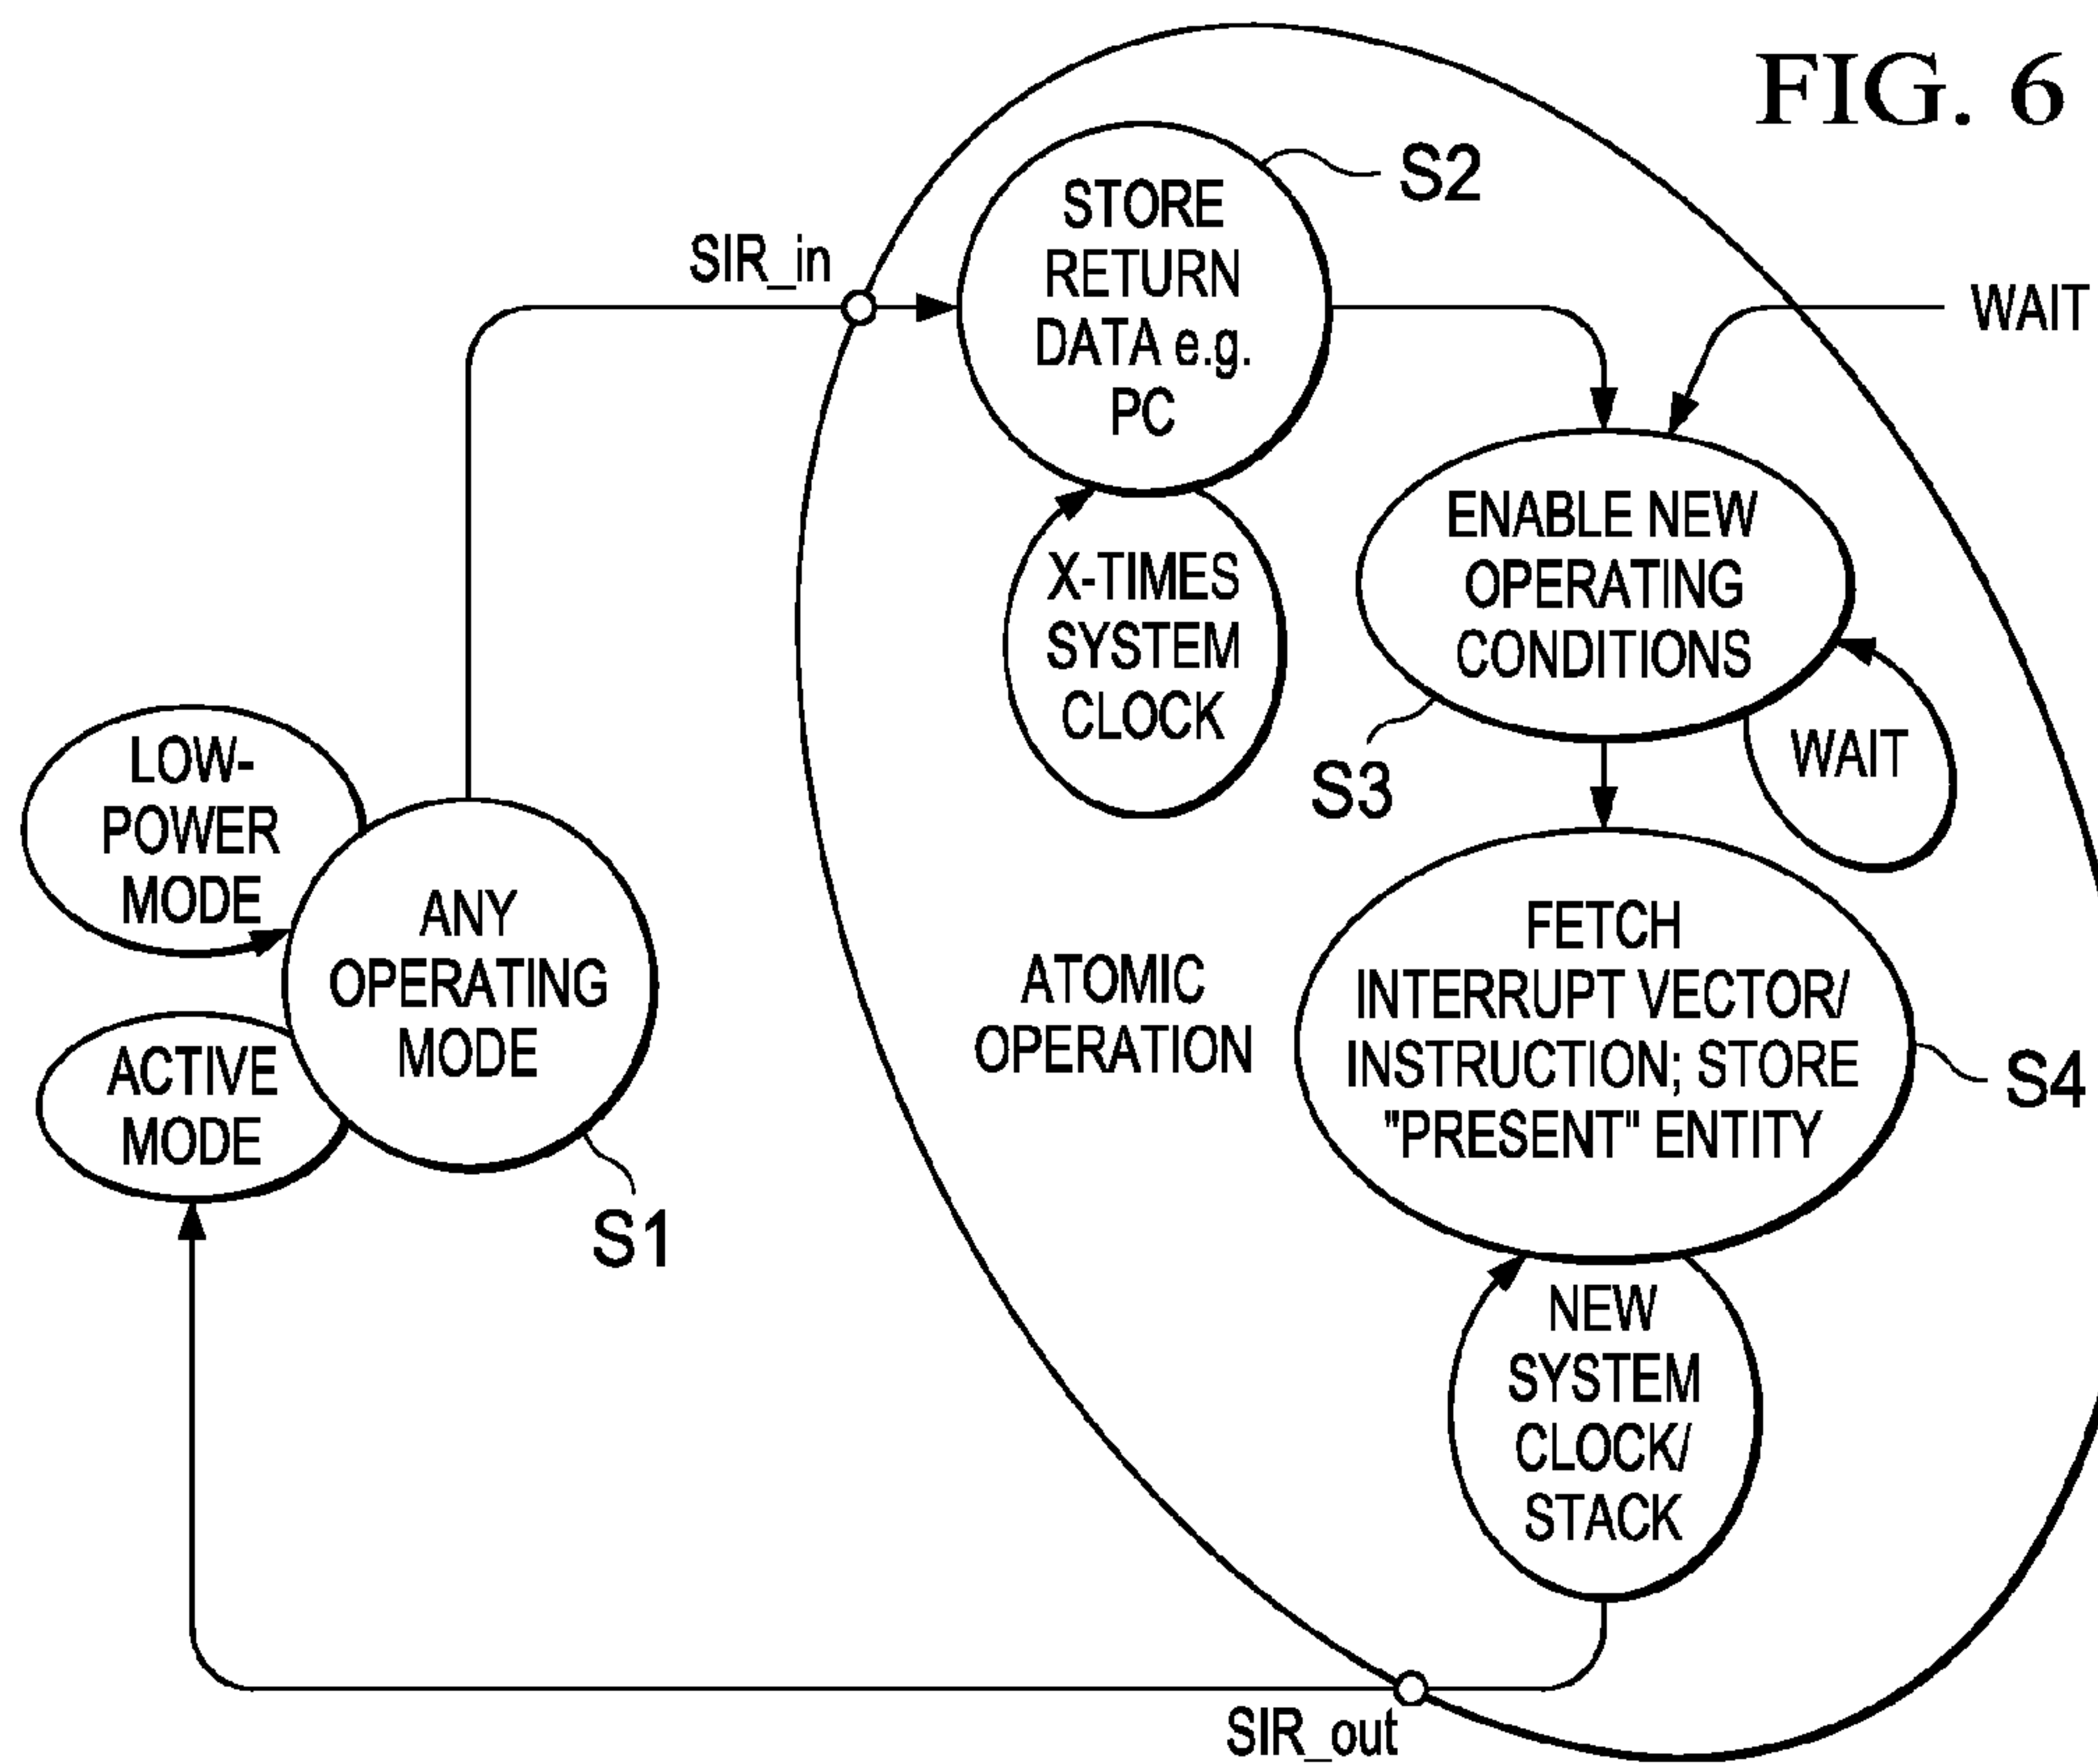 FIG. 6
S2
STORE
RETURN
DATA e.g.
PC
SIR_in
WAIT
X-TIMES
SYSTEM
CLOCK
ENABLE NEW
OPERATING
CONDITIONS
WAIT
S3
LOW-
POWER
MODE
ANY
OPERATING
MODE
ACTIVE
MODE
S1
ATOMIC
OPERATION
FETCH
INTERRUPT VECTOR/
INSTRUCTION; STORE
"PRESENT" ENTITY
S4
NEW
SYSTEM
CLOCK/
STACK
SIR_out